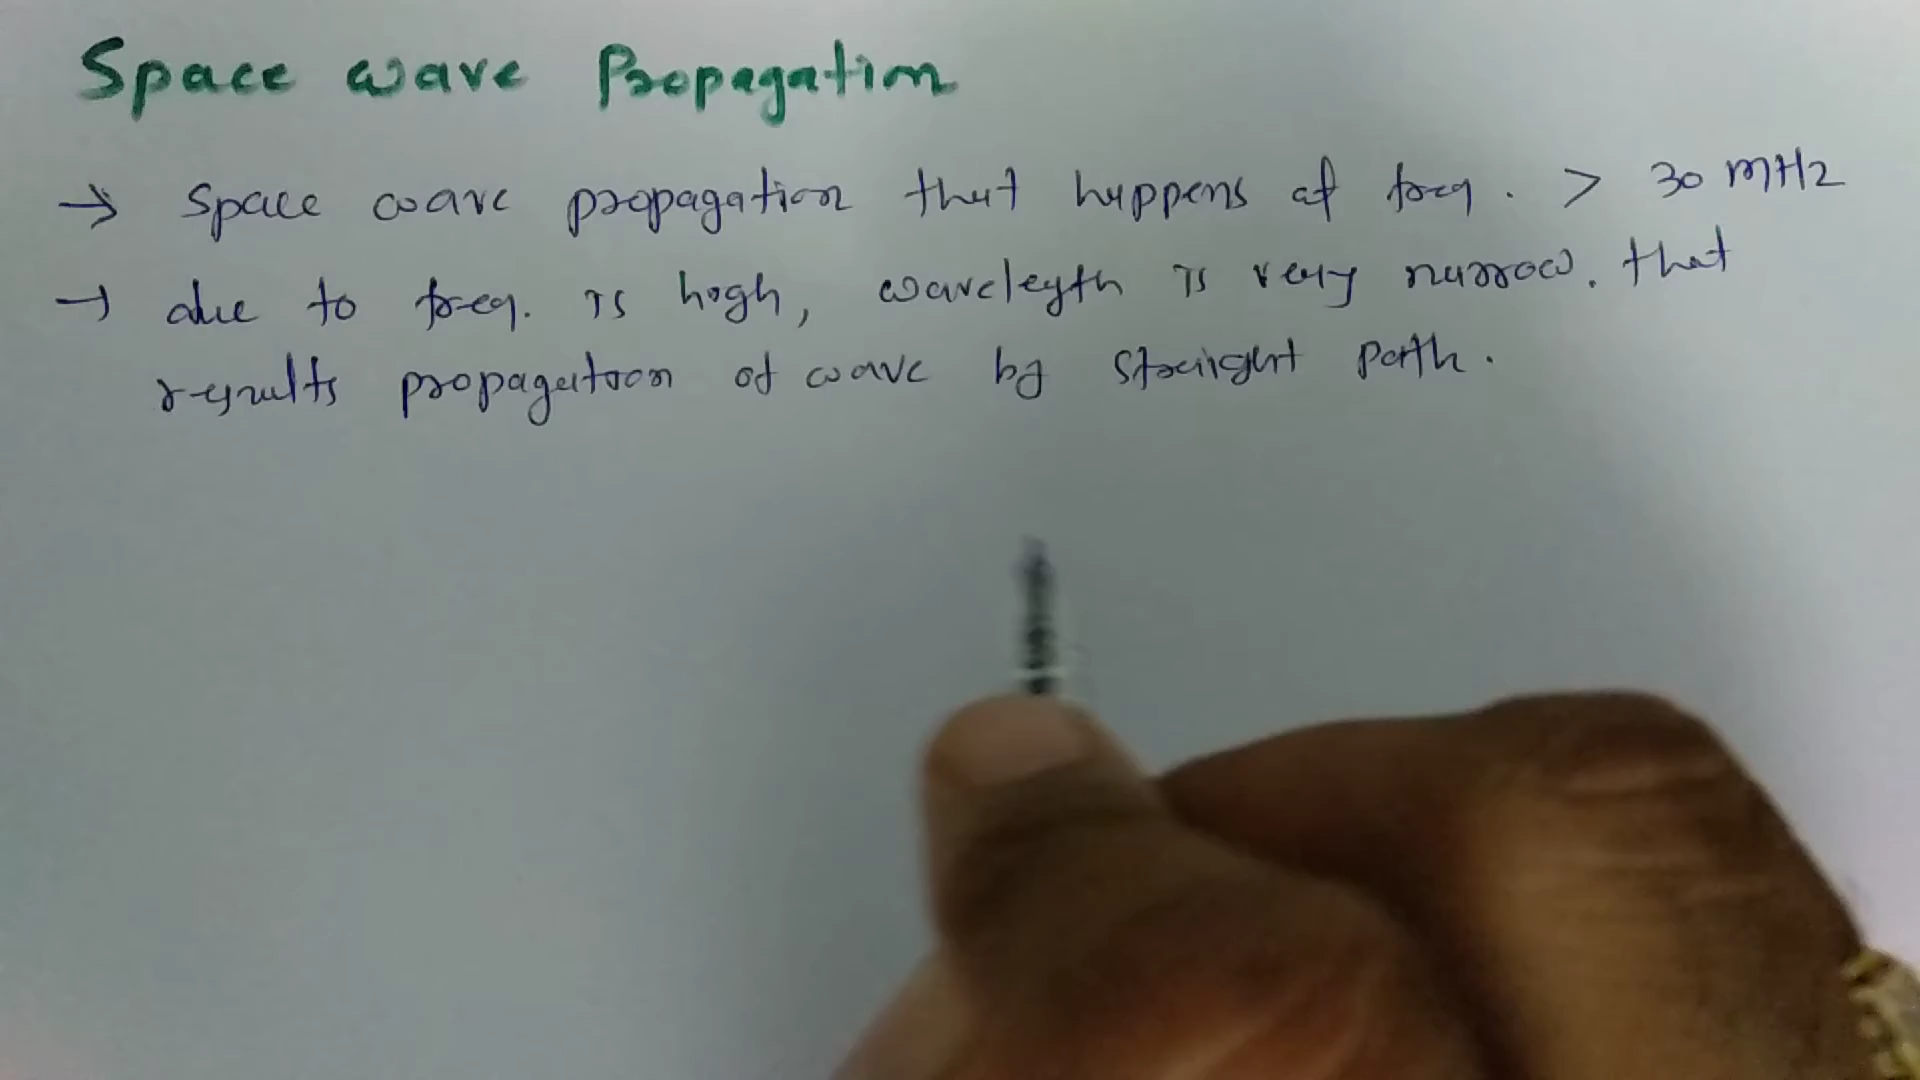 Space wave Propagation
→ Space wave propagation that happens at freq. > 30 MHz
→ due to freq. is high, wavelegth is very narrow. that
results propagation of wave by straight path.